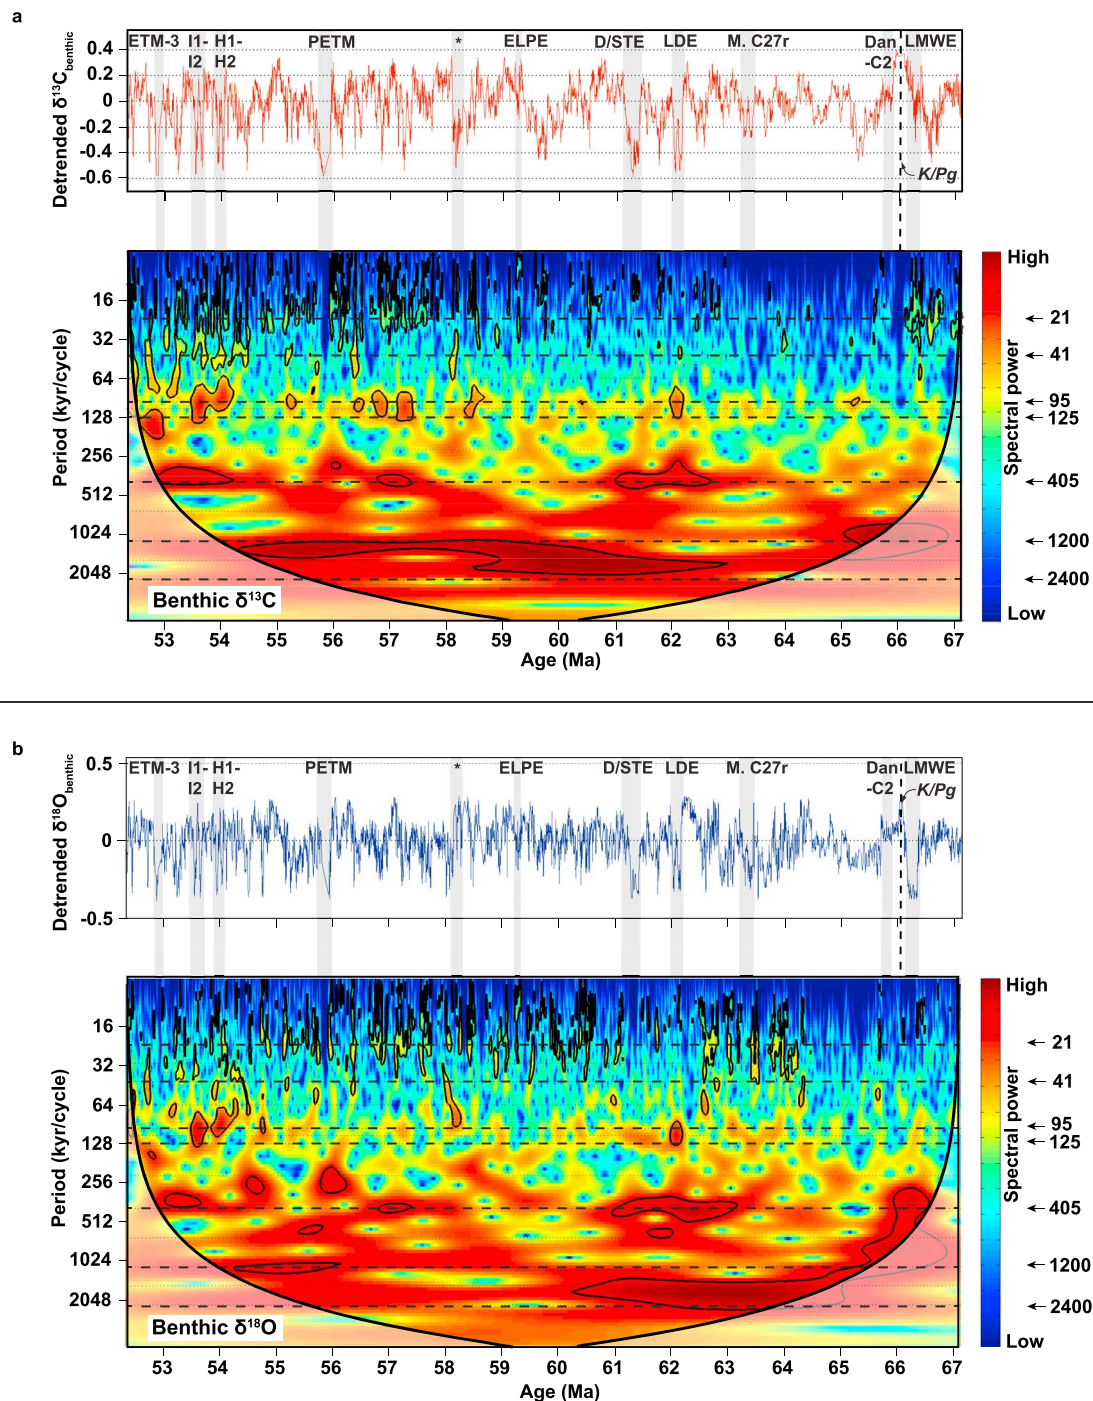 a
ETM-3 I1- H1- PETM * ELPE D/STE LDE M. C27r Dan LMWE
I2 H2 -C2
Detrended δ¹³Cbenthic
0.4
0.2
0
-0.2
-0.4
-0.6
K/Pg
Period (kyr/cycle)
16
32
64
128
256
512
1024
2048
Benthic δ¹³C
53 54 55 56 57 58 59 60 61 62 63 64 65 66 67
Age (Ma)
High
Spectral power
← 21
← 41
← 95
← 125
← 405
← 1200
← 2400
Low
b
ETM-3 I1- H1- PETM * ELPE D/STE LDE M. C27r Dan LMWE
I2 H2 -C2 K/Pg
Detrended δ¹⁸Obenthic
0.5
0
-0.5
Period (kyr/cycle)
16
32
64
128
256
512
1024
2048
Benthic δ¹⁸O
53 54 55 56 57 58 59 60 61 62 63 64 65 66 67
Age (Ma)
High
Spectral power
← 21
← 41
← 95
← 125
← 405
← 1200
← 2400
Low